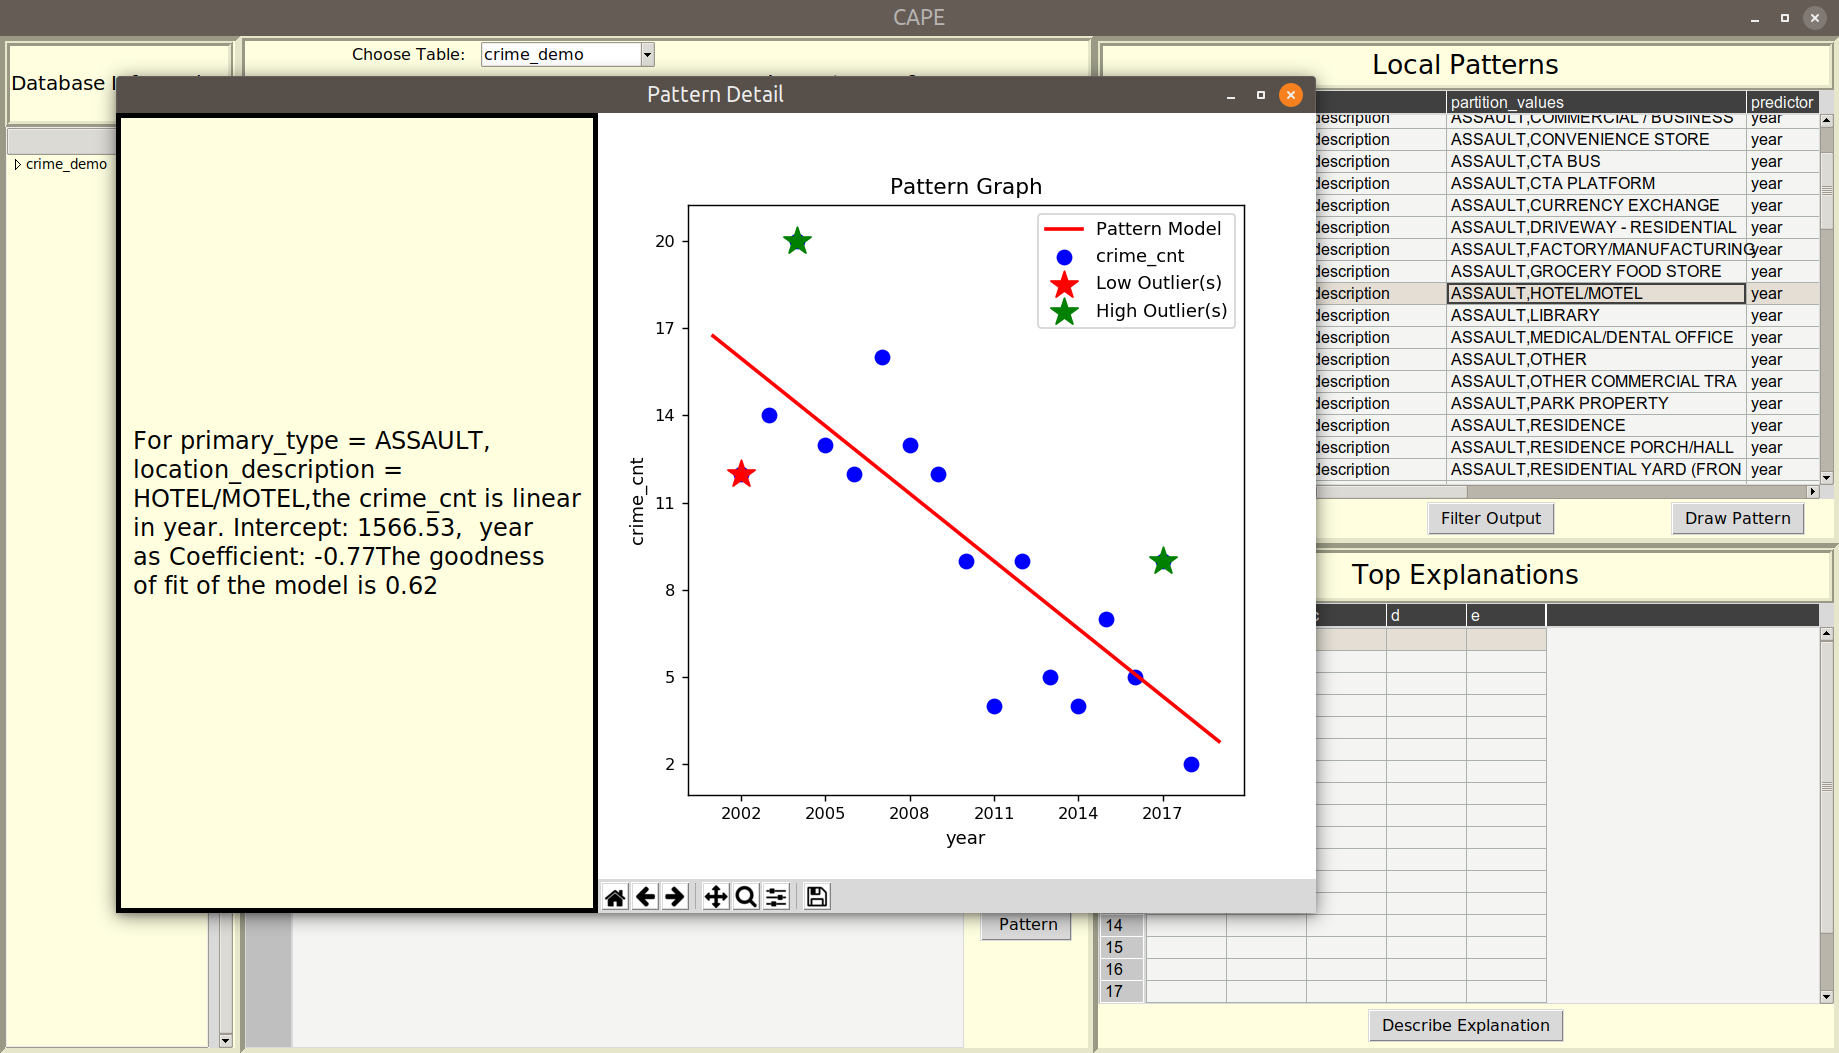 CAPE
Choose Table: crime_demo
Database
crime_demo
Pattern Detail
For primary_type = ASSAULT,
location_description =
HOTEL/MOTEL,the crime_cnt is linear
in year. Intercept: 1566.53,  year
as Coefficient: -0.77The goodness
of fit of the model is 0.62
Pattern Graph
Pattern Model
crime_cnt
Low Outlier(s)
High Outlier(s)
20
17
14
11
8
5
2
crime_cnt
2002 2005 2008 2011 2014 2017
year
Pattern
Local Patterns
partition_values predictor
description ASSAULT,COMMERCIAL / BUSINESS year
description ASSAULT,CONVENIENCE STORE year
description ASSAULT,CTA BUS year
description ASSAULT,CTA PLATFORM year
description ASSAULT,CURRENCY EXCHANGE year
description ASSAULT,DRIVEWAY - RESIDENTIAL year
description ASSAULT,FACTORY/MANUFACTURING year
description ASSAULT,GROCERY FOOD STORE year
description ASSAULT,HOTEL/MOTEL year
description ASSAULT,LIBRARY year
description ASSAULT,MEDICAL/DENTAL OFFICE year
description ASSAULT,OTHER year
description ASSAULT,OTHER COMMERCIAL TRA year
description ASSAULT,PARK PROPERTY year
description ASSAULT,RESIDENCE year
description ASSAULT,RESIDENCE PORCH/HALL year
description ASSAULT,RESIDENTIAL YARD (FRON year
Filter Output Draw Pattern
Top Explanations
c d e
14
15
16
17
Describe Explanation